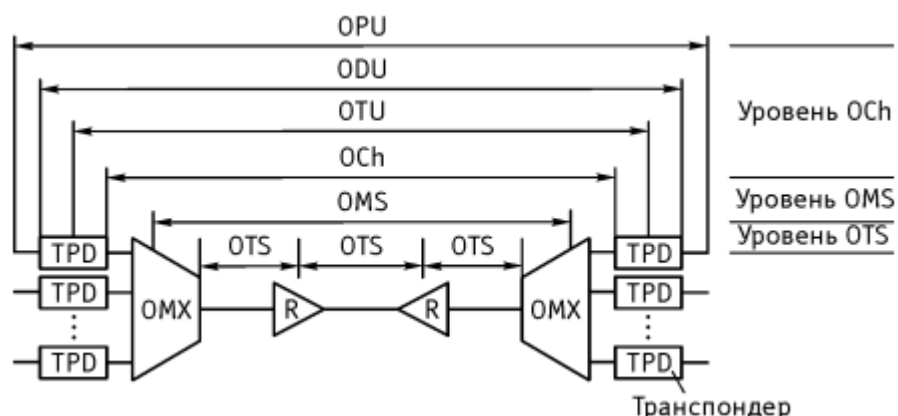 OPU
ODU
OTU
Уровень OCh
OCh
OMS
Уровень OMS
OTS OTS OTS
Уровень OTS
TPD TPD
TPD TPD
OMX R R OMX
TPD TPD
Транспондер